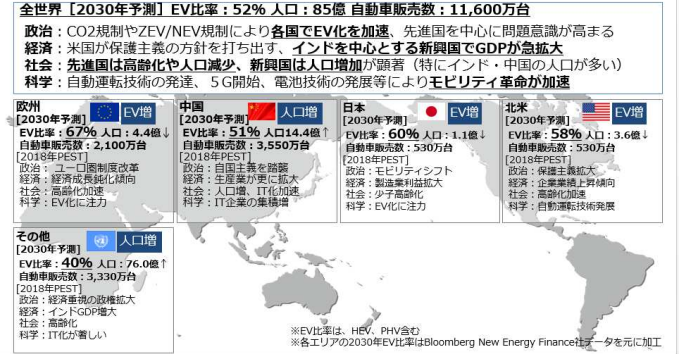 全世界［2030年予測］EV比率：52% 人口：85億 自動車販売数：11,600万台
政治：CO2規制やZEV/NEV規制により各国でEV化を加速、先進国を中心に問題意識が高まる
経済：米国が保護主義の方針を打ち出す、インドを中心とする新興国でGDPが急拡大
社会：先進国は高齢化や人口減少、新興国は人口増加が顕著（特にインド・中国の人口が多い）
科学：自動運転技術の発達、５G開始、電池技術の発展等によりモビリティ革命が加速
欧州 EV増
[2030年予測]
EV比率：67% 人口：4.4億↓
自動車販売数：2,100万台
[2018年PEST]
政治： ユーロ圏制度改革
経済：経済成長鈍化傾向
社会：高齢化加速
科学：EV化に注力
中国 人口増
[2030年予測]
EV比率：51% 人口14.4億↑
自動車販売数：3,550万台
[2018年PEST]
政治：自国主義を踏襲
経済：生産業が更に拡大
社会：人口増、IT化加速
科学：IT企業の集積増
日本 EV増
[2030年予測]
EV比率：60% 人口：1.1億↓
自動車販売数：530万台
[2018年PEST]
政治：モビリティシフト
経済：製造業利益拡大
社会：少子高齢化
科学：EV化に注力
北米 EV増
[2030年予測]
EV比率：58% 人口：3.6億↓
自動車販売数：530万台
[2018年PEST]
政治：保護主義拡大
経済：企業業績上昇傾向
社会：高齢化加速
科学：自動運転技術発展
その他 人口増
[2030年予測]
EV比率：40% 人口：76.0億↑
自動車販売数：3,330万台
[2018年PEST]
政治：経済重視の政権拡大
経済：インドGDP増大
社会：高齢化
科学：IT化が著しい
※EV比率は、HEV、PHV含む
※各エリアの2030年EV比率はBloomberg New Energy Finance社データを元に加工